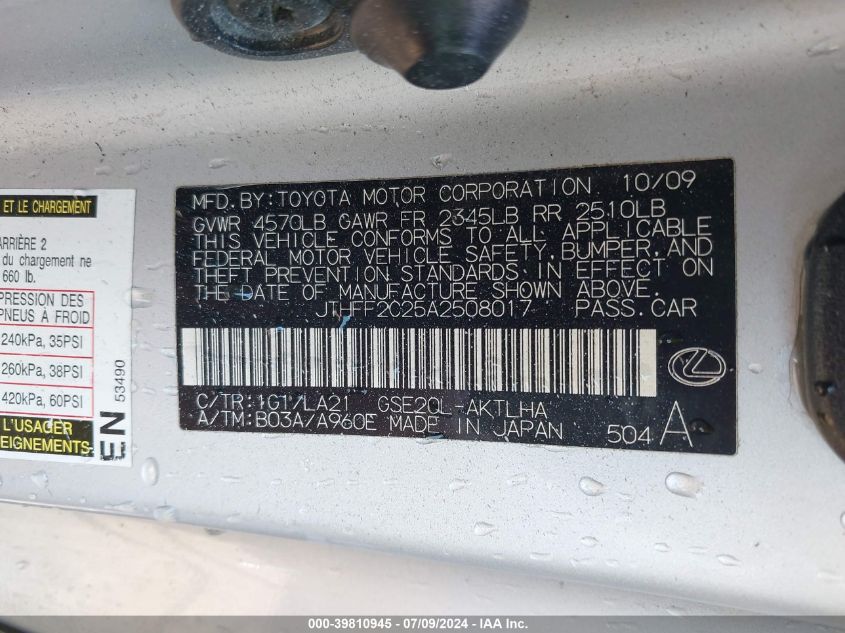 ET LE CHARGEMENT
ARRIÈRE 2
du chargement ne
660 lb.
PRESSION DES
PNEUS À FROID
240kPa, 35PSI
260kPa, 38PSI
420kPa, 60PSI
L'USAGER
EN
53490
MFD. BY: TOYOTA MOTOR CORPORATION 10/09
GVWR 4570LB GAWR FR 2345LB RR 2510LB
THIS VEHICLE CONFORMS TO ALL APPLICABLE
FEDERAL MOTOR VEHICLE SAFETY, BUMPER, AND
THEFT PREVENTION STANDARDS IN EFFECT ON
THE DATE OF MANUFACTURE SHOWN ABOVE.
JTHFF2C25A2508017 PASS. CAR
C/TR: 1G1/LA21 GSE20L-AKTLHA
A/TM: B03A/A960E MADE IN JAPAN 504 A
000-39810945 - 07/09/2024 - IAA Inc.